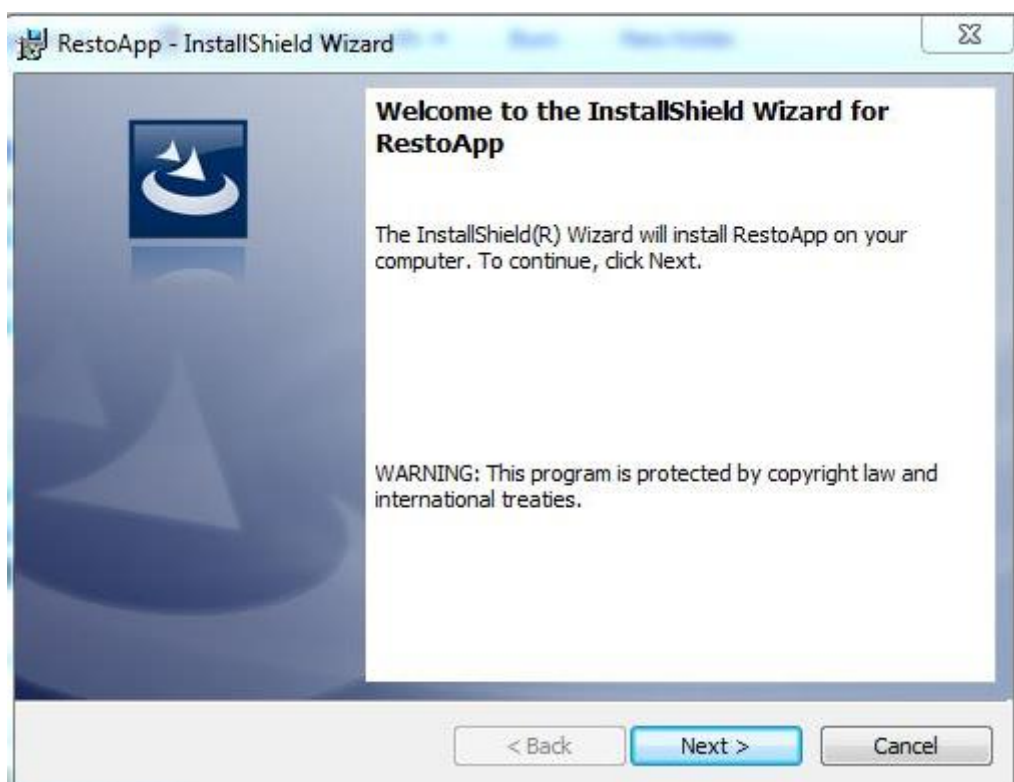 RestoApp - InstallShield Wizard
Welcome to the InstallShield Wizard for
RestoApp
The InstallShield(R) Wizard will install RestoApp on your
computer. To continue, click Next.
WARNING: This program is protected by copyright law and
international treaties.
< Back
Next >
Cancel